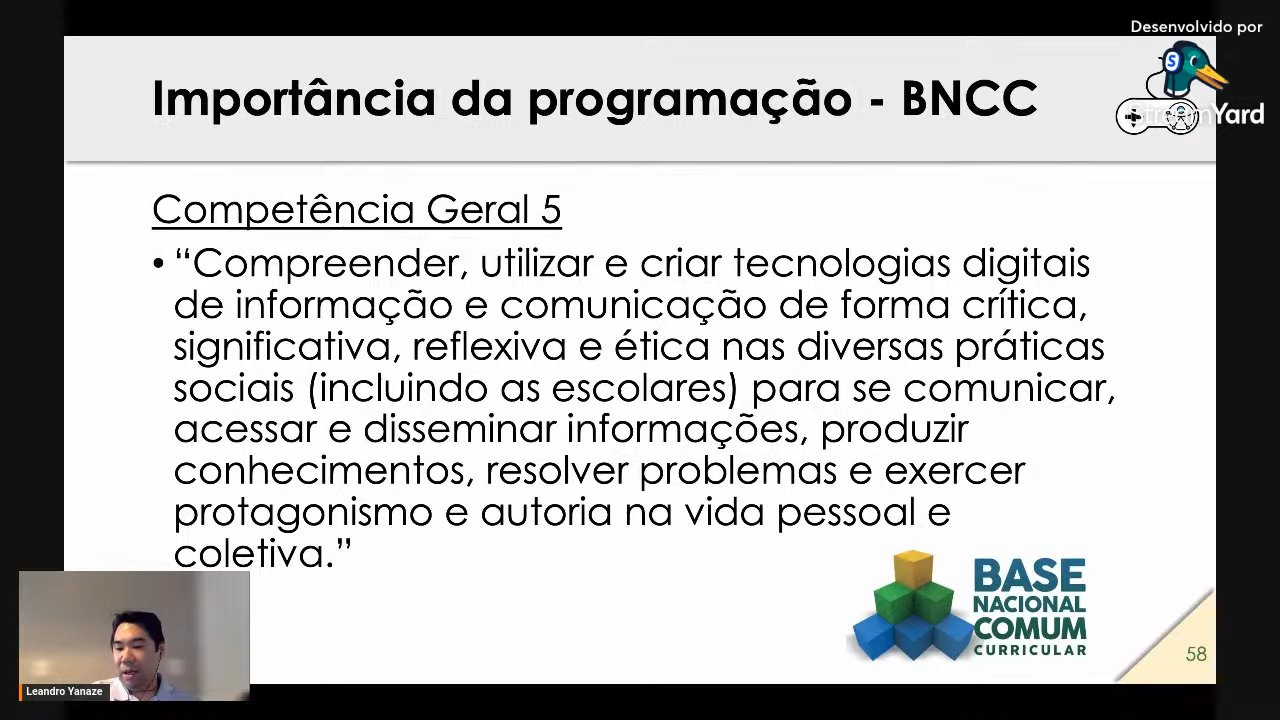 Desenvolvido por
StreamYard
Importância da programação - BNCC
Competência Geral 5
• “Compreender, utilizar e criar tecnologias digitais
de informação e comunicação de forma crítica,
significativa, reflexiva e ética nas diversas práticas
sociais (incluindo as escolares) para se comunicar,
acessar e disseminar informações, produzir
conhecimentos, resolver problemas e exercer
protagonismo e autoria na vida pessoal e
coletiva.”
BASE
NACIONAL
COMUM
CURRICULAR
58
Leandro Yanaze